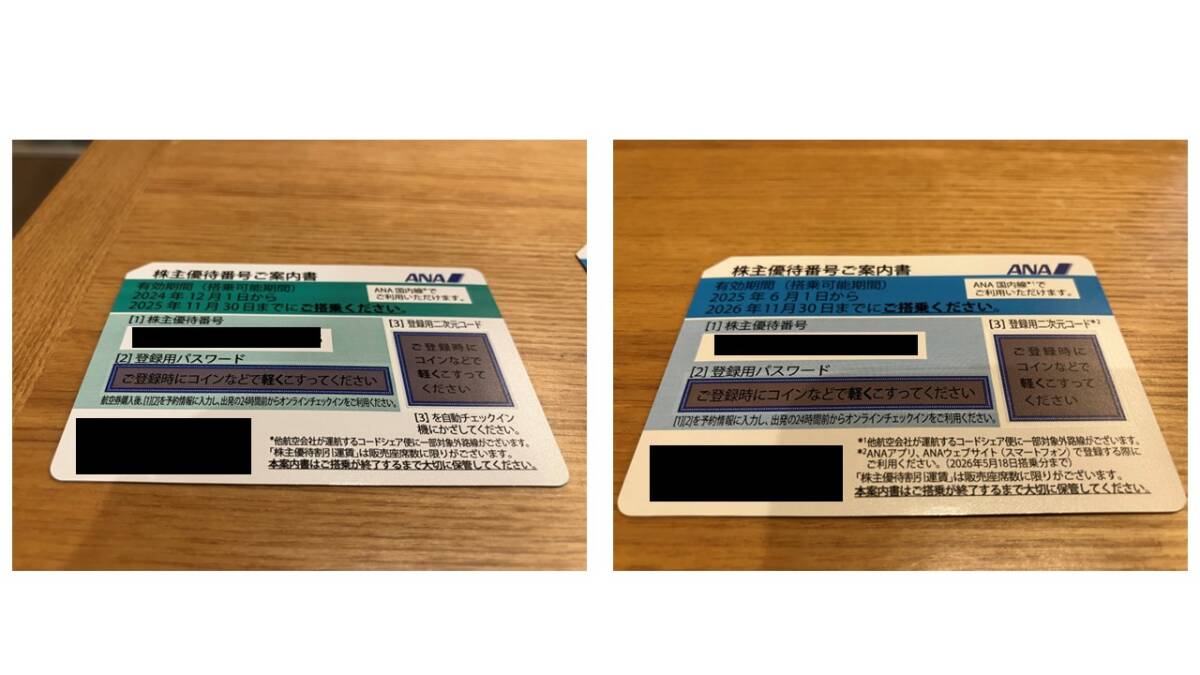 株主優待番号ご案内書
ANA
有効期間（搭乗可能期間）
2024年12月1日から
2025年11月30日までにご搭乗ください。
ANA国内線*で
ご利用いただけます。
[1] 株主優待番号
[3] 登録用二次元コード
[2] 登録用パスワード
ご登録時にコインなどで軽くこすってください
ご登録時に
コインなどで
軽くこすって
ください
航空券購入後、[1][2]を予約情報に入力し、出発の24時間前からオンラインチェックインをご利用ください。
[3] を自動チェックイン
機にかざしてください。
*他航空会社が運航するコードシェア便に一部対象外路線がございます。
「株主優待割引運賃」は販売座席数に限りがございます。
本案内書はご搭乗が終了するまで大切に保管してください。
株主優待番号ご案内書
ANA
有効期間（搭乗可能期間）
2025年6月1日から
2026年11月30日までにご搭乗ください。
ANA国内線*1で
ご利用いただけます。
[1] 株主優待番号
[3] 登録用二次元コード*2
[2] 登録用パスワード
ご登録時にコインなどで軽くこすってください
ご登録時に
コインなどで
軽くこすって
ください
[1][2]を予約情報に入力し、出発の24時間前からオンラインチェックインをご利用ください。
*1他航空会社が運航するコードシェア便に一部対象外路線がございます。
*2ANAアプリ、ANAウェブサイト（スマートフォン）で登録する際に
ご利用ください。（2026年5月18日搭乗分まで）
「株主優待割引運賃」は販売座席数に限りがございます。
本案内書はご搭乗が終了するまで大切に保管してください。